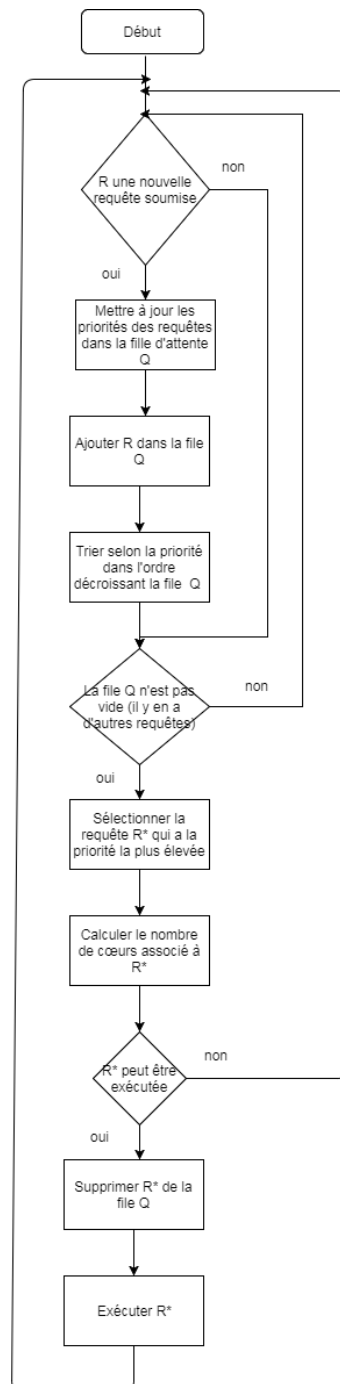 Début
R une nouvelle
requête soumise
non
oui
Mettre à jour les
priorités des requêtes
dans la fille d'attente
Q
Ajouter R dans la file
Q
Trier selon la priorité
dans l'ordre
décroissant la file Q
La file Q n'est pas
vide (il y en a
d'autres requêtes)
non
oui
Sélectionner la
requête R* qui a la
priorité la plus élevée
Calculer le nombre
de cœurs associé à
R*
R* peut être
exécutée
non
oui
Supprimer R* de la
file Q
Exécuter R*